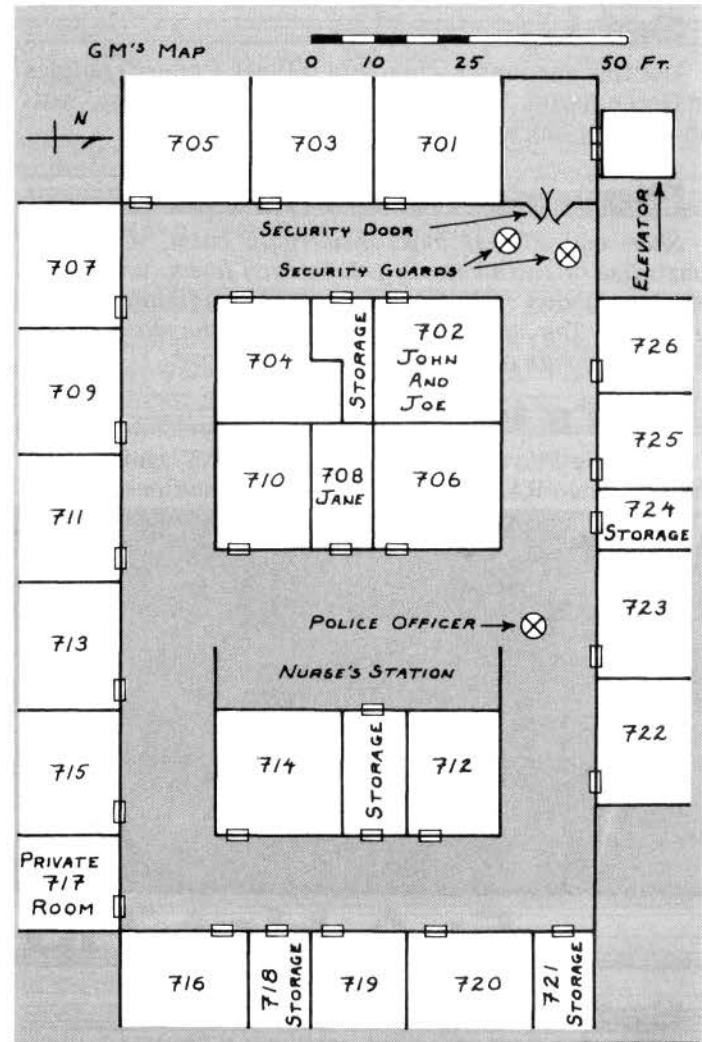 GM'S MAP
0 10 25 50 FT.
N
705
703
701
SECURITY DOOR
SECURITY GUARDS
ELEVATOR
707
704
STORAGE
702
JOHN
AND
JOE
726
709
725
710
708
JANE
706
724
STORAGE
711
723
POLICE OFFICER
713
NURSE'S STATION
722
715
714
STORAGE
712
PRIVATE
717
ROOM
716
718
STORAGE
719
720
721
STORAGE